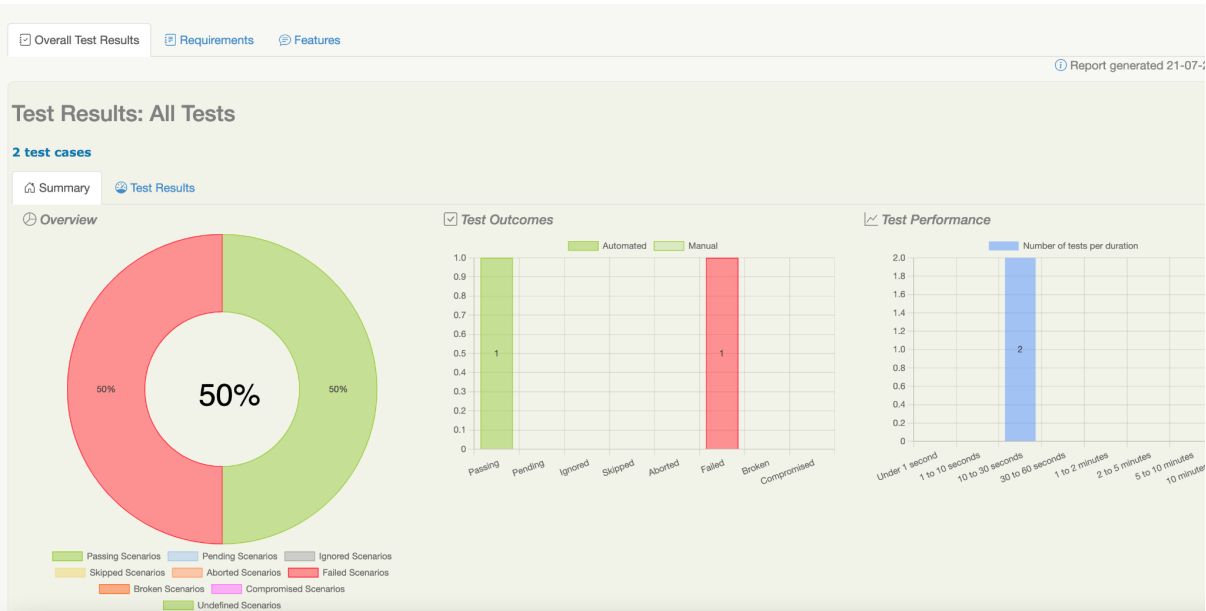 Overall Test Results Requirements Features
Report generated 21-07-2
Test Results: All Tests
2 test cases
Summary Test Results
Overview
50%
50%
50%
Passing Scenarios Pending Scenarios Ignored Scenarios
Skipped Scenarios Aborted Scenarios Failed Scenarios
Broken Scenarios Compromised Scenarios
Undefined Scenarios
Test Outcomes
Automated Manual
1.0
0.9
0.8
0.7
0.6
0.5
0.4
0.3
0.2
0.1
0
1
1
Passing Pending Ignored Skipped Aborted Failed Broken Compromised
Test Performance
Number of tests per duration
2.0
1.8
1.6
1.4
1.2
1.0
0.8
0.6
0.4
0.2
0
2
Under 1 second 1 to 10 seconds 10 to 30 seconds 30 to 60 seconds 1 to 2 minutes 2 to 5 minutes 5 to 10 minutes 10 minutes